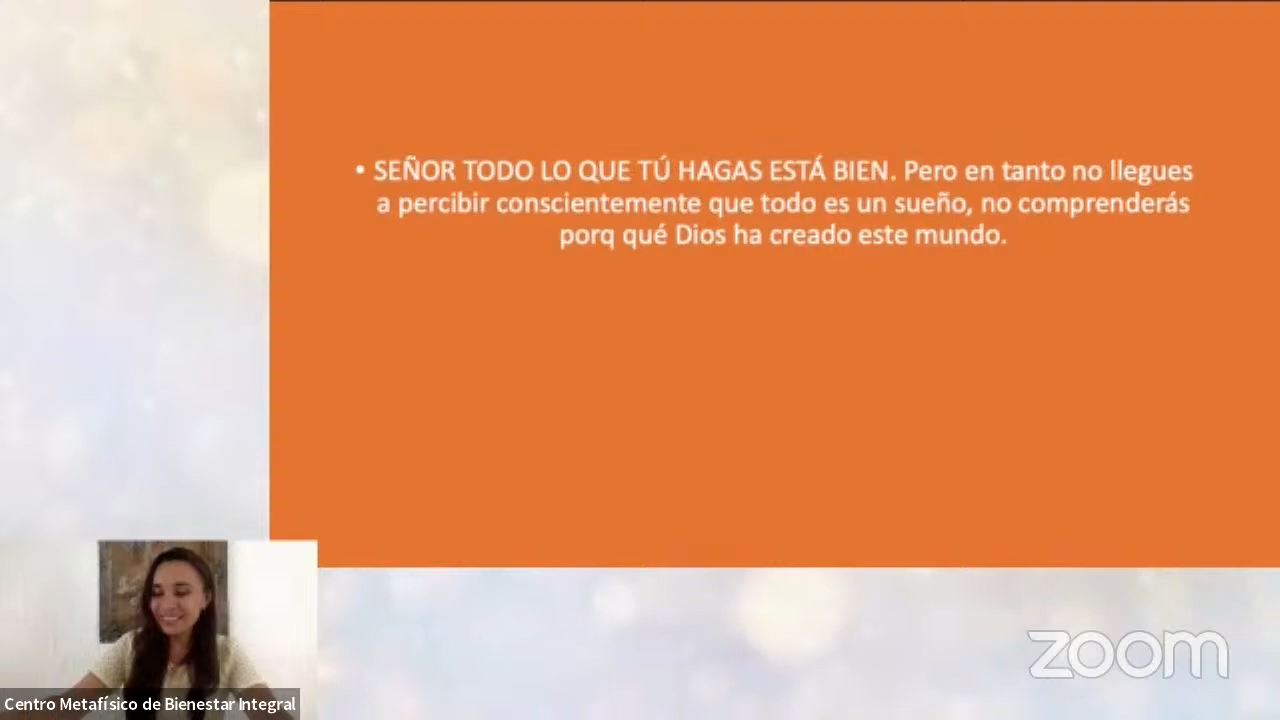 • SEÑOR TODO LO QUE TÚ HAGAS ESTÁ BIEN. Pero en tanto no llegues
a percibir conscientemente que todo es un sueño, no comprenderás
porq qué Dios ha creado este mundo.
zoom
Centro Metafísico de Bienestar Integral